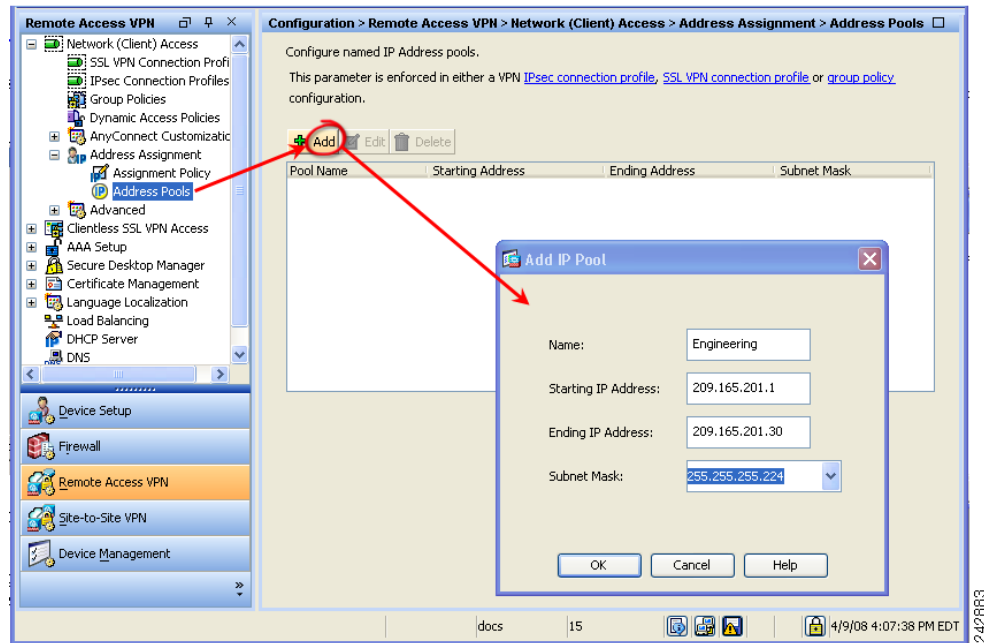 Remote Access VPN
Network (Client) Access
SSL VPN Connection Profi
IPsec Connection Profiles
Group Policies
Dynamic Access Policies
AnyConnect Customizatic
Address Assignment
Assignment Policy
Address Pools
Advanced
Clientless SSL VPN Access
AAA Setup
Secure Desktop Manager
Certificate Management
Language Localization
Load Balancing
DHCP Server
DNS
Device Setup
Firewall
Remote Access VPN
Site-to-Site VPN
Device Management
Configuration > Remote Access VPN > Network (Client) Access > Address Assignment > Address Pools
Configure named IP Address pools.
This parameter is enforced in either a VPN IPsec connection profile, SSL VPN connection profile or group policy
configuration.
Add Edit Delete
Pool Name Starting Address Ending Address Subnet Mask
Add IP Pool
Name: Engineering
Starting IP Address: 209.165.201.1
Ending IP Address: 209.165.201.30
Subnet Mask: 255.255.255.224
OK Cancel Help
docs 15 4/9/08 4:07:38 PM EDT
242883